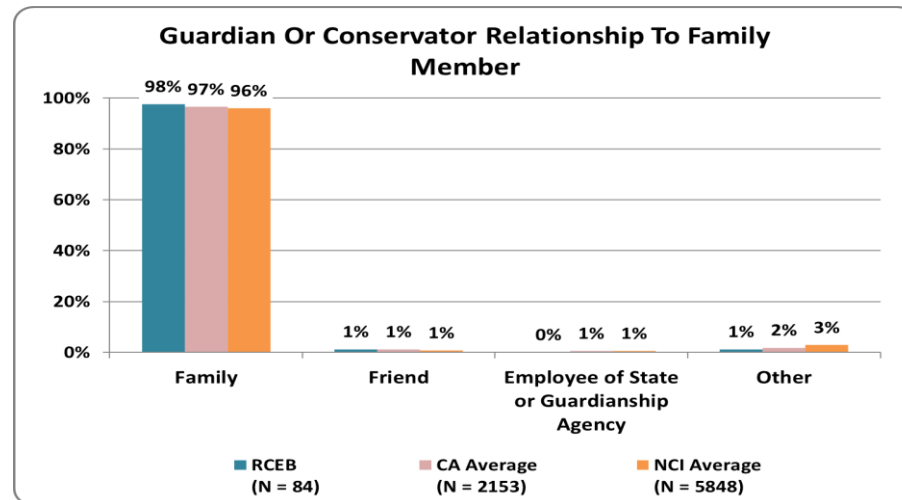 Guardian Or Conservator Relationship To Family
Member
98% 97% 96%
100%
80%
60%
40%
20%
1% 1% 1% 0% 1% 1% 1% 2% 3%
0%
Family Friend Employee of State Other
or Guardianship
Agency
RCEB CA Average NCI Average
(N = 84) (N = 2153) (N = 5848)